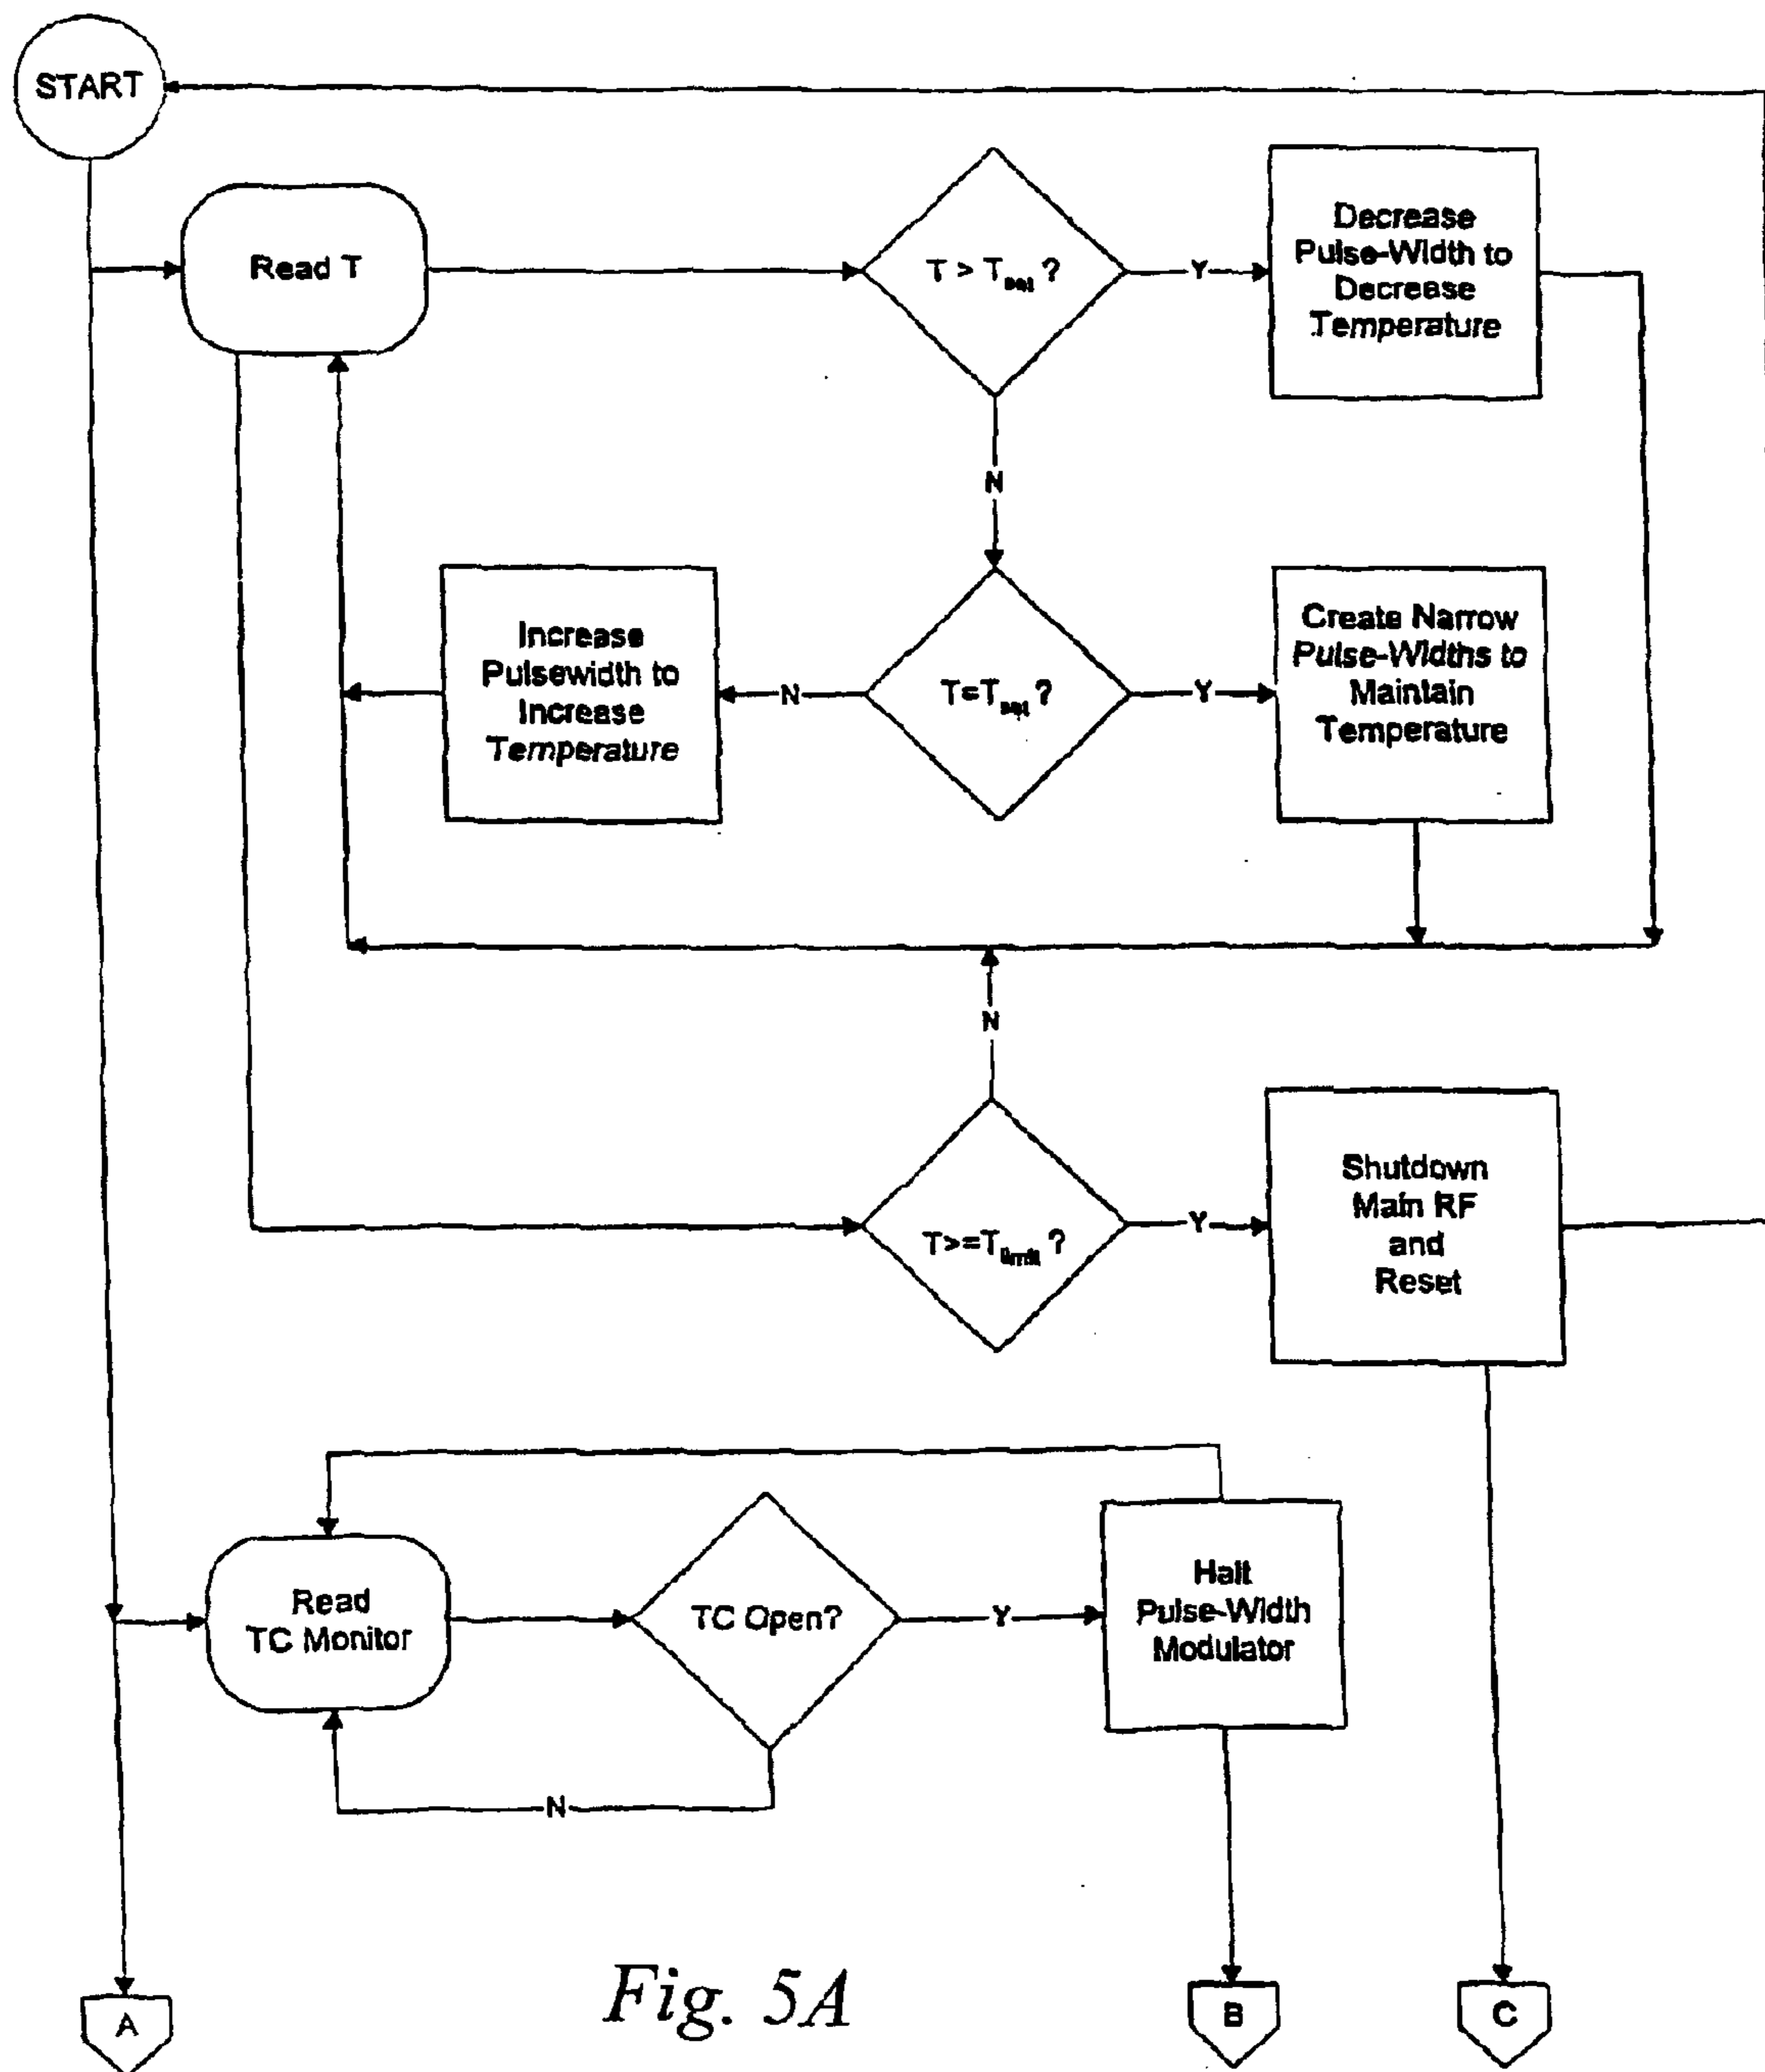 START
Read T
T > Tset ?
Y
Decrease
Pulse-Width to
Decrease
Temperature
N
Increase
Pulsewidth to
Increase
Temperature
N
T=Tset ?
Y
Create Narrow
Pulse-Widths to
Maintain
Temperature
N
T>=Tlimit ?
Y
Shutdown
Main RF
and
Reset
Read
TC Monitor
TC Open?
Y
Halt
Pulse-Width
Modulator
N
A
Fig. 5A
B
C